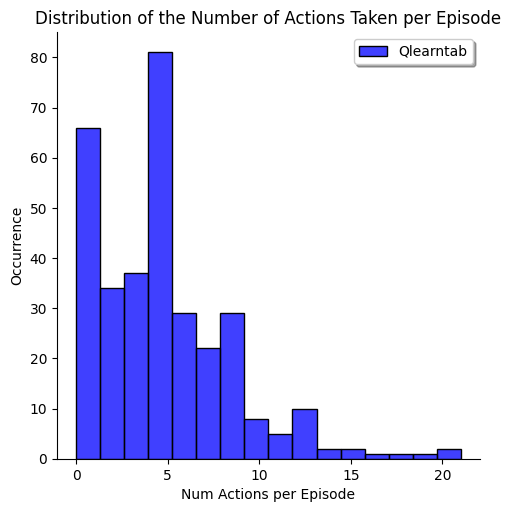 Distribution of the Number of Actions Taken per Episode
Qlearntab
80
70
60
50
40
30
20
10
0
Occurrence
0 5 10 15 20
Num Actions per Episode